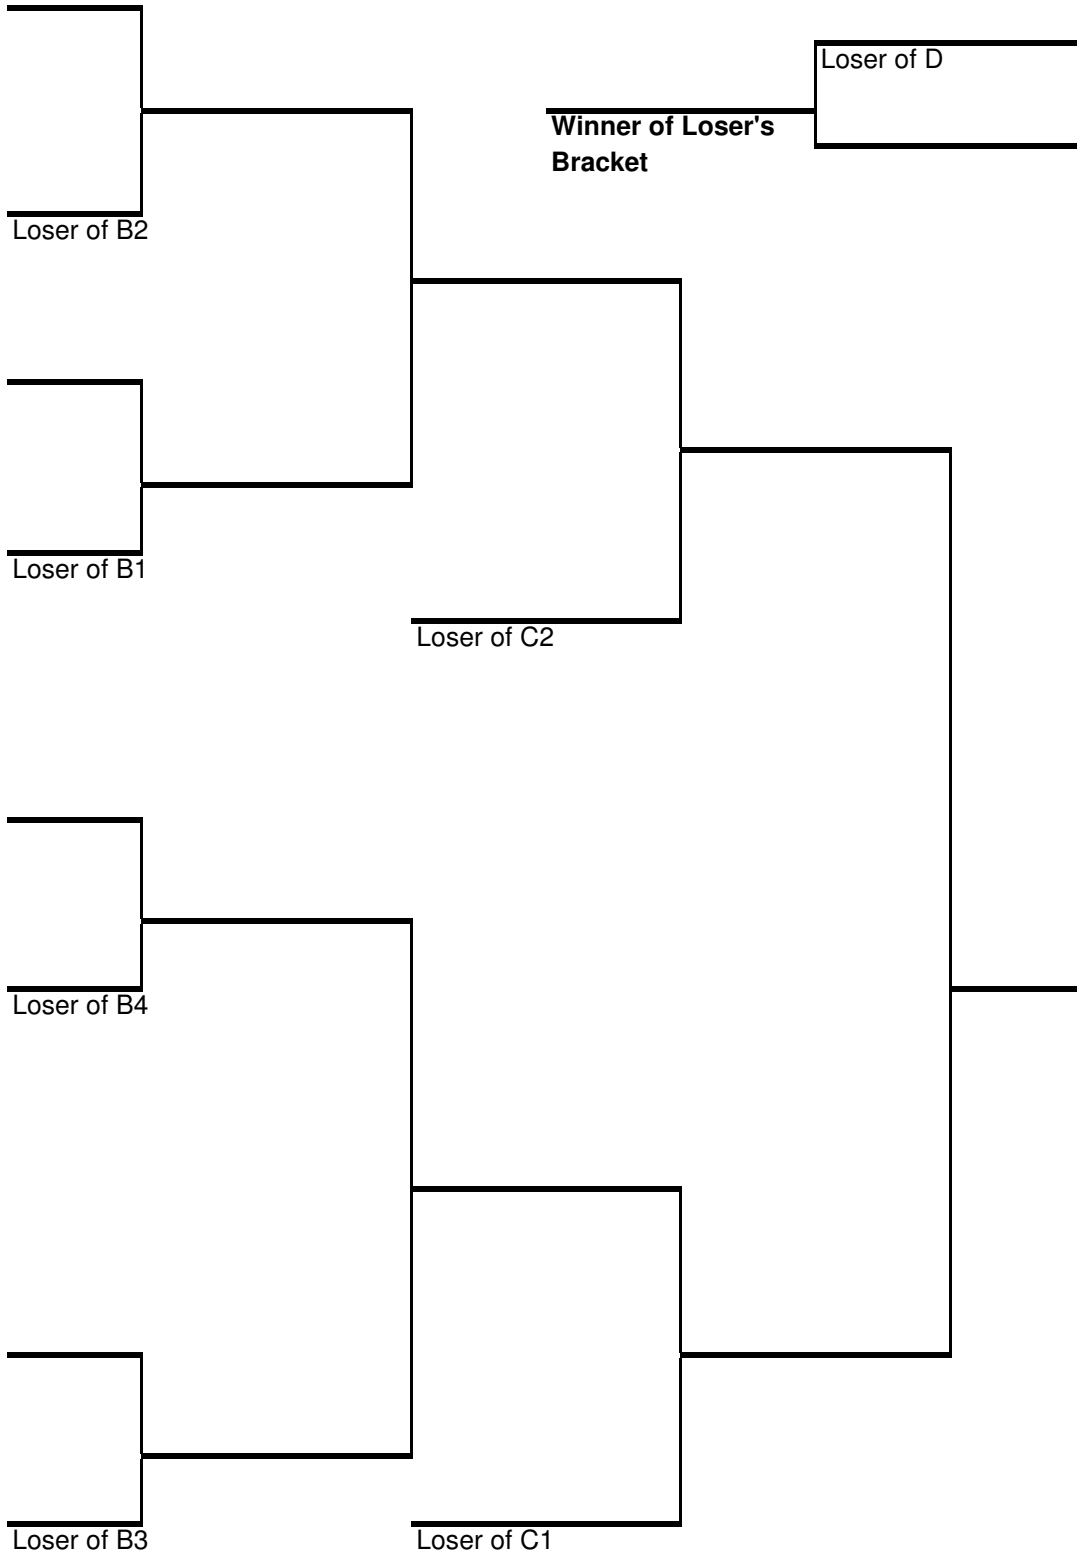 Loser of D
Winner of Loser's
Bracket
Loser of B2
Loser of B1
Loser of C2
Loser of B4
Loser of B3
Loser of C1